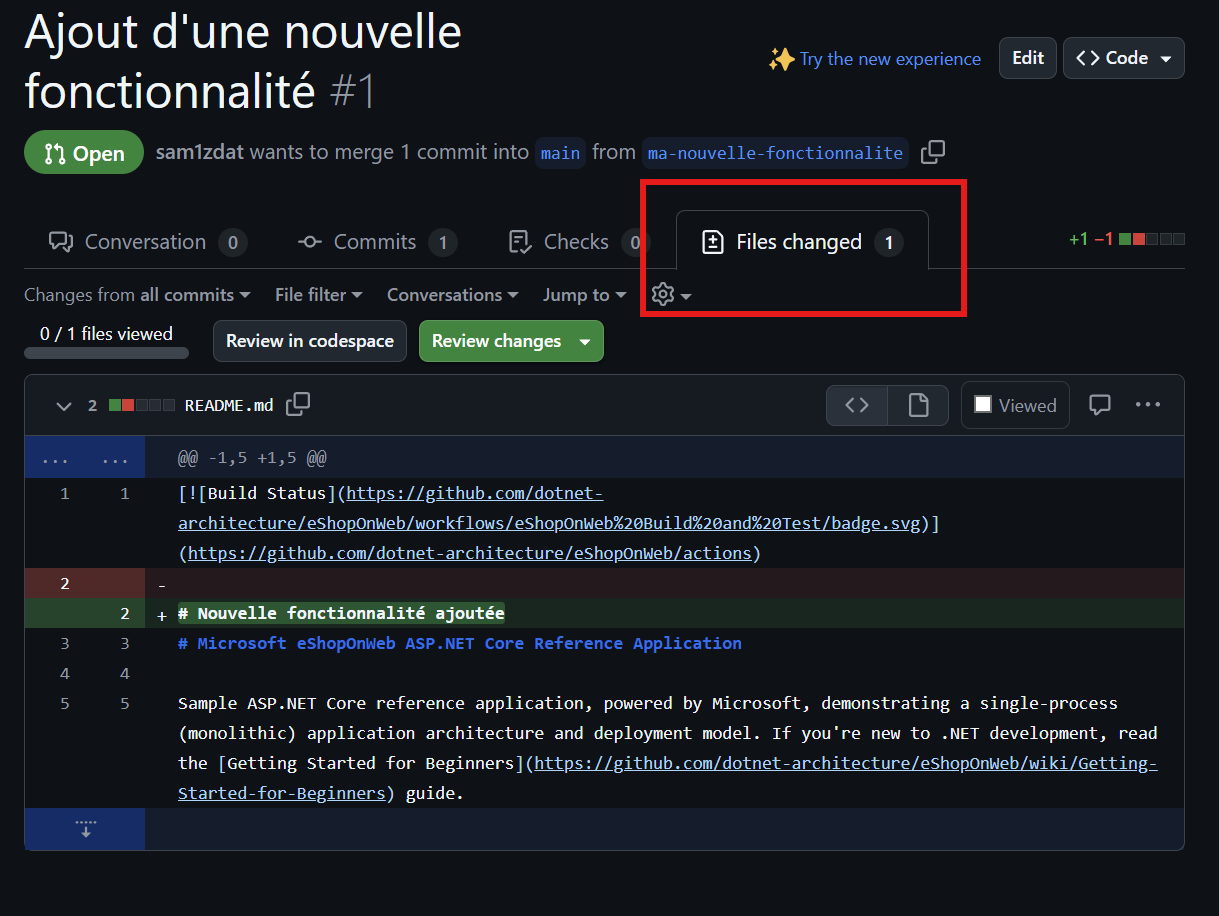 Ajout d'une nouvelle
fonctionnalité #1
Try the new experience
Edit
Code
Open
sam1zdat wants to merge 1 commit into main from ma-nouvelle-fonctionnalite
Conversation 0
Commits 1
Checks 0
Files changed 1
+1 −1
Changes from all commits
File filter
Conversations
Jump to
0 / 1 files viewed
Review in codespace
Review changes
2 README.md
Viewed
... ... @@ -1,5 +1,5 @@
1 1 [![Build Status](https://github.com/dotnet-
architecture/eShopOnWeb/workflows/eShopOnWeb%20Build%20and%20Test/badge.svg)]
(https://github.com/dotnet-architecture/eShopOnWeb/actions)
2 -
2 + # Nouvelle fonctionnalité ajoutée
3 3 # Microsoft eShopOnWeb ASP.NET Core Reference Application
4 4
5 5 Sample ASP.NET Core reference application, powered by Microsoft, demonstrating a single-process
(monolithic) application architecture and deployment model. If you're new to .NET development, read
the [Getting Started for Beginners](https://github.com/dotnet-architecture/eShopOnWeb/wiki/Getting-
Started-for-Beginners) guide.